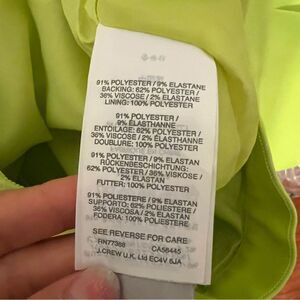 91% POLYESTER/ 9% ELASTANE
BACKING: 62% POLYESTER /
36% VISCOSE / 2% ELASTANE
LINING: 100% POLYESTER
91% POLYESTER
/ 9% ELASTHANNE
ENTOILAGE: 62% POLYESTER /
36% VISCOSE / 2% ELASTHANNE
DOUBLURE: 100% POLYESTER
91% POLYESTER / 9% ELASTAN
RÜCKENBESCHICHTUNG:
62% POLYESTER / 36% VISKOSE
/ 2% ELASTAN
FUTTER: 100% POLYESTER
91% POLIESTERE / 9% ELASTAN
SUPPORTO: 62% POLIESTERE /
36% VISCOSA / 2% ELASTAN
FODERA: 100% POLIESTERE
SEE REVERSE FOR CARE
RN77388 CA56445
J.CREW U.K. Ltd EC4V 6JA